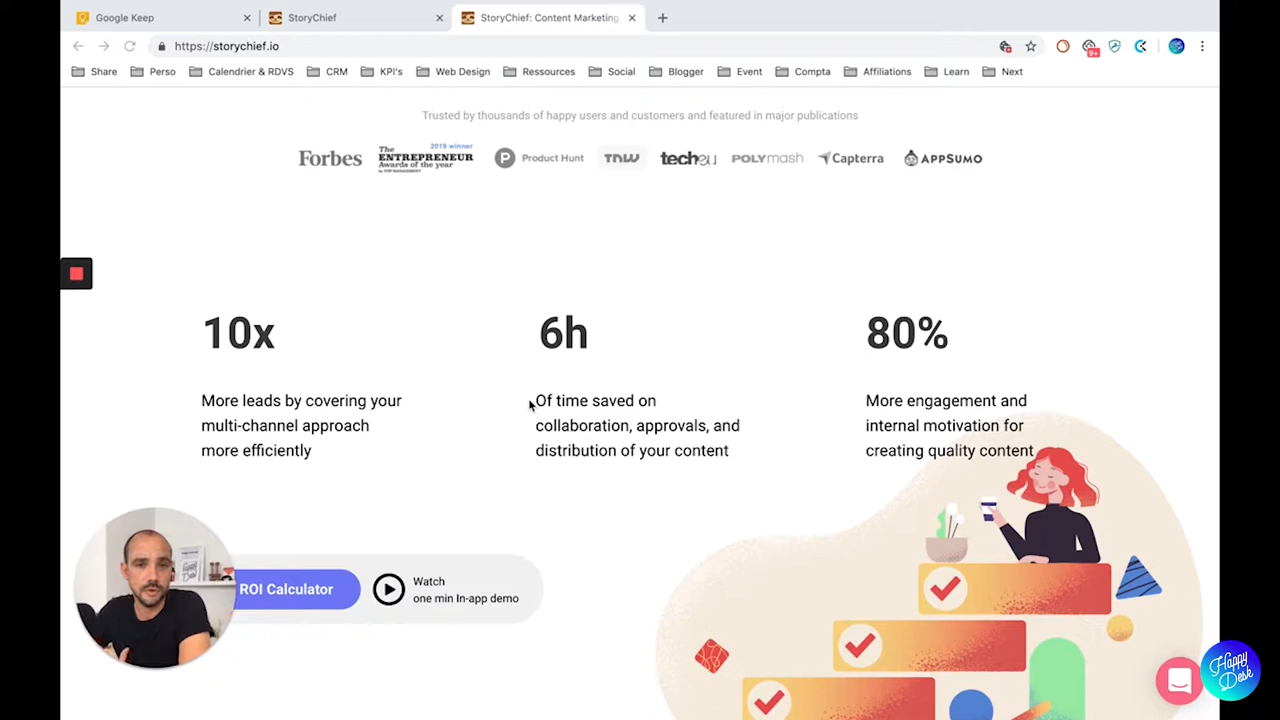 Google Keep
StoryChief
StoryChief: Content Marketing
https://storychief.io
9+
Share
Perso
Calendrier & RDVS
CRM
KPI's
Web Design
Ressources
Social
Blogger
Event
Compta
Affiliations
Learn
Next
Trusted by thousands of happy users and customers and featured in major publications
Forbes
2019 winner
The
ENTREPRENEUR
Awards of the year
by TOP MANAGEMENT
Product Hunt
TNW
tech.eu
POLYMash
Capterra
APPSUMO
10x
6h
80%
More leads by covering your
multi-channel approach
more efficiently
Of time saved on
collaboration, approvals, and
distribution of your content
More engagement and
internal motivation for
creating quality content
ROI Calculator
Watch
one min In-app demo
Happy
Desk